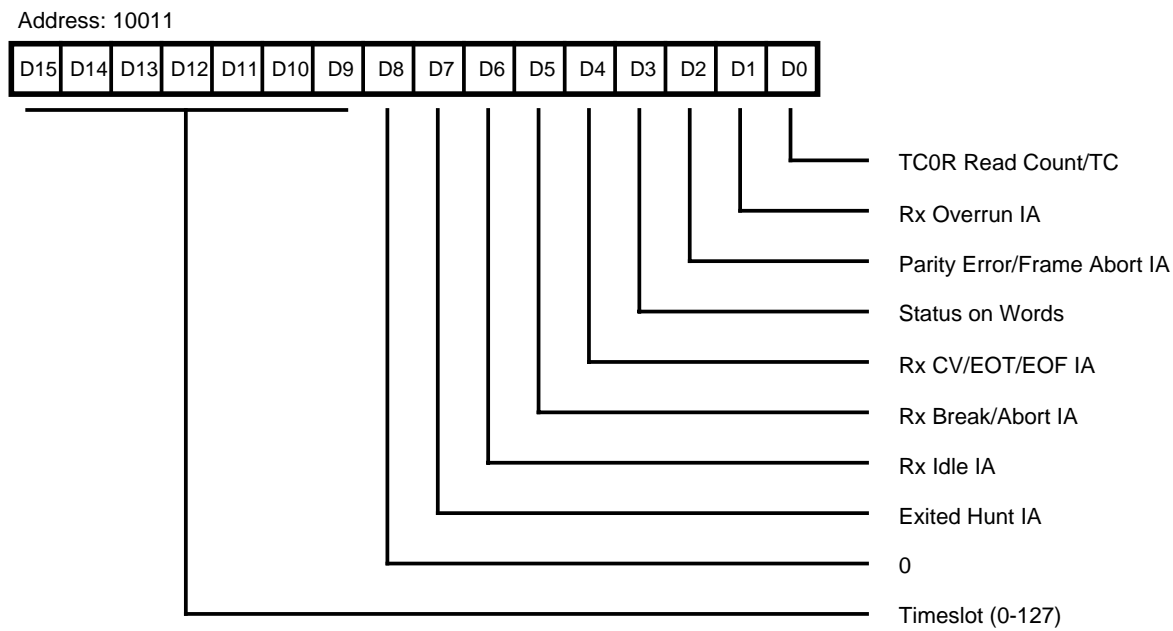 Address: 10011
D15 D14 D13 D12 D11 D10 D9 D8 D7 D6 D5 D4 D3 D2 D1 D0
TC0R Read Count/TC
Rx Overrun IA
Parity Error/Frame Abort IA
Status on Words
Rx CV/EOT/EOF IA
Rx Break/Abort IA
Rx Idle IA
Exited Hunt IA
0
Timeslot (0-127)